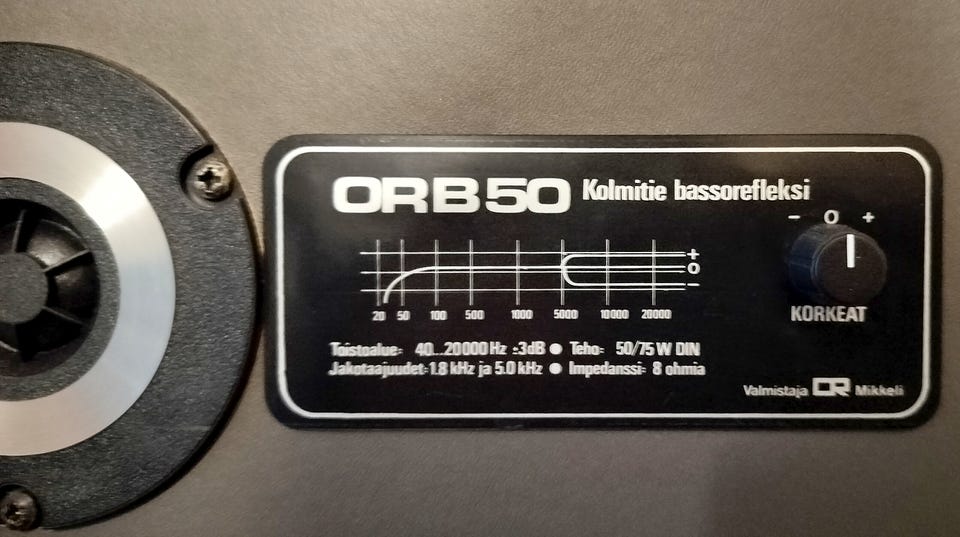 ORB50 Kolmitie bassorefleksi
- O +
+
O
-
20 50 100 500 1000 5000 10000 20000
KORKEAT
Toistoalue: 40...20000 Hz ±3dB ● Teho: 50/75 W DIN
Jakotaajuudet: 1.8 kHz ja 5.0 kHz ● Impedanssi: 8 ohmia
Valmistaja OR Mikkeli